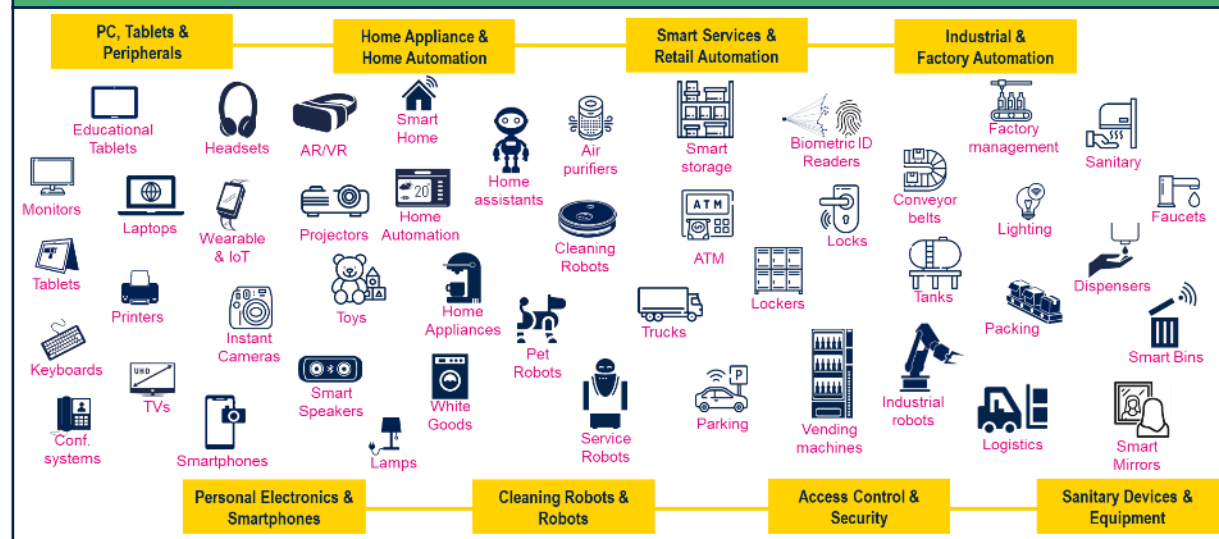 PC, Tablets &
Peripherals
Home Appliance &
Home Automation
Smart Services &
Retail Automation
Industrial &
Factory Automation
Educational
Tablets
Headsets
AR/VR
Smart
Home
Home
assistants
Air
purifiers
Smart
storage
Biometric ID
Readers
Factory
management
Sanitary
Monitors
Laptops
Wearable
& IoT
Projectors
20°
Home
Automation
Cleaning
Robots
ATM
ATM
Locks
Conveyor
belts
Lighting
Faucets
Tablets
Printers
Instant
Cameras
Toys
Home
Appliances
Pet
Robots
Trucks
Lockers
Tanks
Packing
Dispensers
Smart Bins
Keyboards
UHD
TVs
Smart
Speakers
White
Goods
Service
Robots
P
Parking
Vending
machines
Industrial
robots
Logistics
Smart
Mirrors
Conf.
systems
Smartphones
Lamps
Personal Electronics &
Smartphones
Cleaning Robots &
Robots
Access Control &
Security
Sanitary Devices &
Equipment